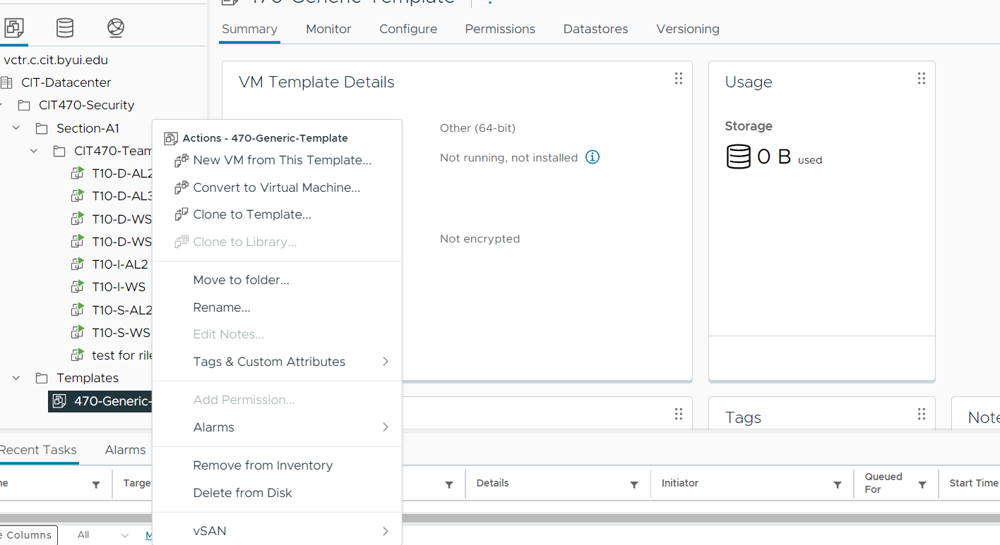 470-Generic-Template
Summary Monitor Configure Permissions Datastores Versioning
vctr.c.cit.byui.edu
CIT-Datacenter
CIT470-Security
Section-A1
CIT470-Team
T10-D-AL2
T10-D-AL3
T10-D-WS
T10-D-WS
T10-I-AL2
T10-I-WS
T10-S-AL2
T10-S-WS
test for rile
Templates
470-Generic-
Actions - 470-Generic-Template
New VM from This Template...
Convert to Virtual Machine...
Clone to Template...
Clone to Library...
Move to folder...
Rename...
Edit Notes...
Tags & Custom Attributes
Add Permission...
Alarms
Remove from Inventory
Delete from Disk
vSAN
VM Template Details
Other (64-bit)
Not running, not installed
Not encrypted
Usage
Storage
0 B used
Tags
Note
Recent Tasks Alarms
ne Targe Details Initiator Queued For Start Time
e Columns All M